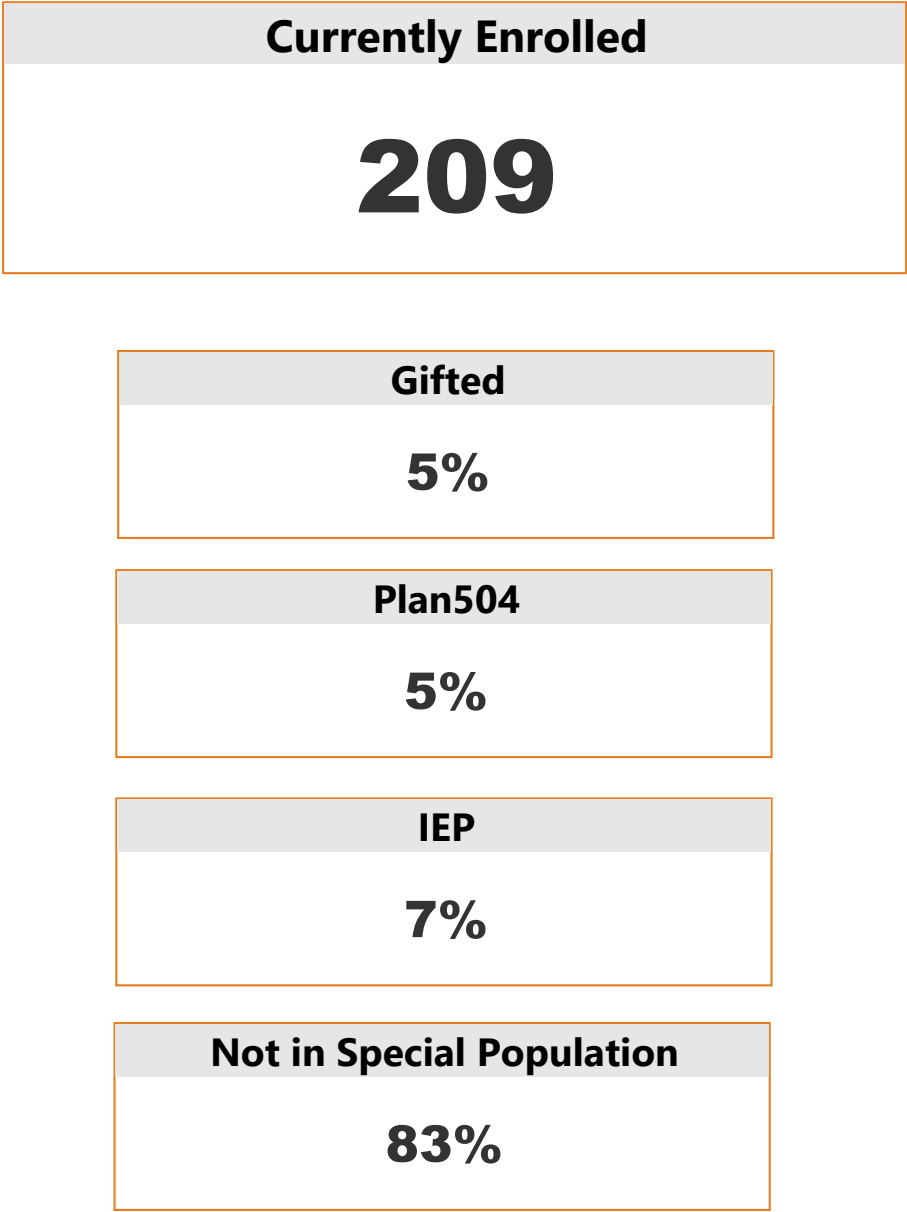 Currently Enrolled
209
Gifted
5%
Plan504
5%
IEP
7%
Not in Special Population
83%